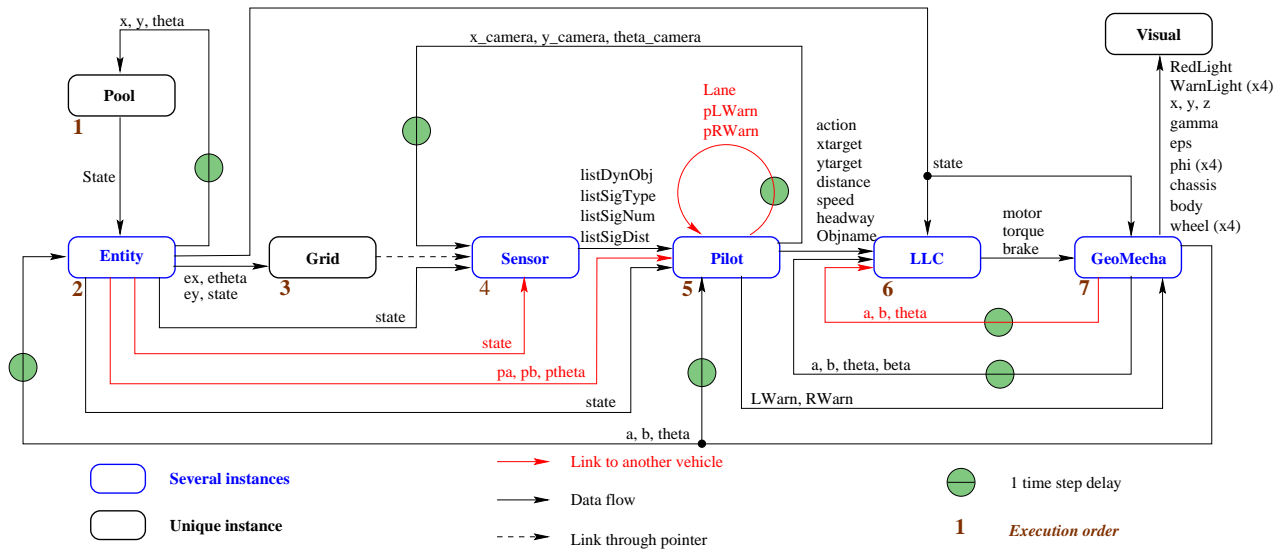 x, y, theta
x_camera, y_camera, theta_camera
Visual
RedLight
WarnLight (x4)
x, y, z
gamma
eps
phi (x4)
chassis
body
wheel (x4)
Pool
1
State
Lane
pLWarn
pRWarn
action
xtarget
ytarget
distance
speed
headway
Objname
state
listDynObj
listSigType
listSigNum
listSigDist
motor
torque
brake
Entity
2
ex, etheta
ey, state
Grid
3
Sensor
4
Pilot
5
LLC
6
GeoMecha
7
state
a, b, theta
state
a, b, theta, beta
pa, pb, ptheta
state
LWarn, RWarn
a, b, theta
Several instances
Link to another vehicle
1 time step delay
Data flow
Unique instance
1
Execution order
Link through pointer